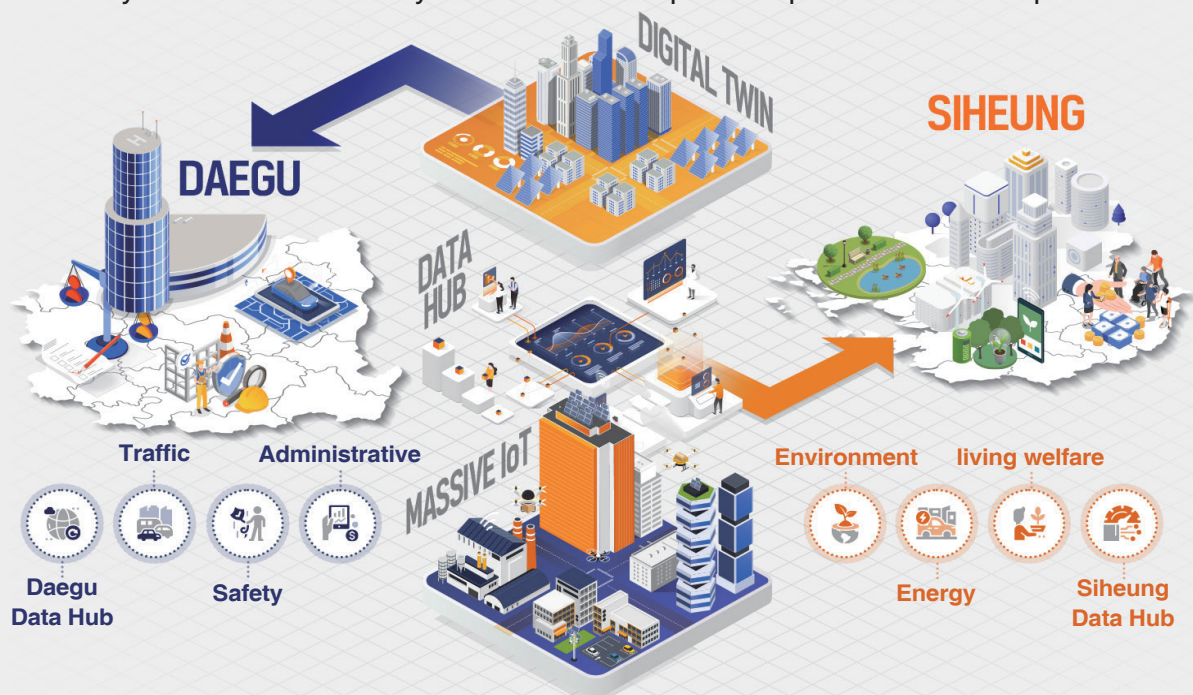 DIGITAL TWIN
SIHEUNG
DAEGU
DATA
HUB
MASSIVE IoT
Traffic
Administrative
Daegu
Data Hub
Safety
Environment
living welfare
Energy
Siheung
Data Hub